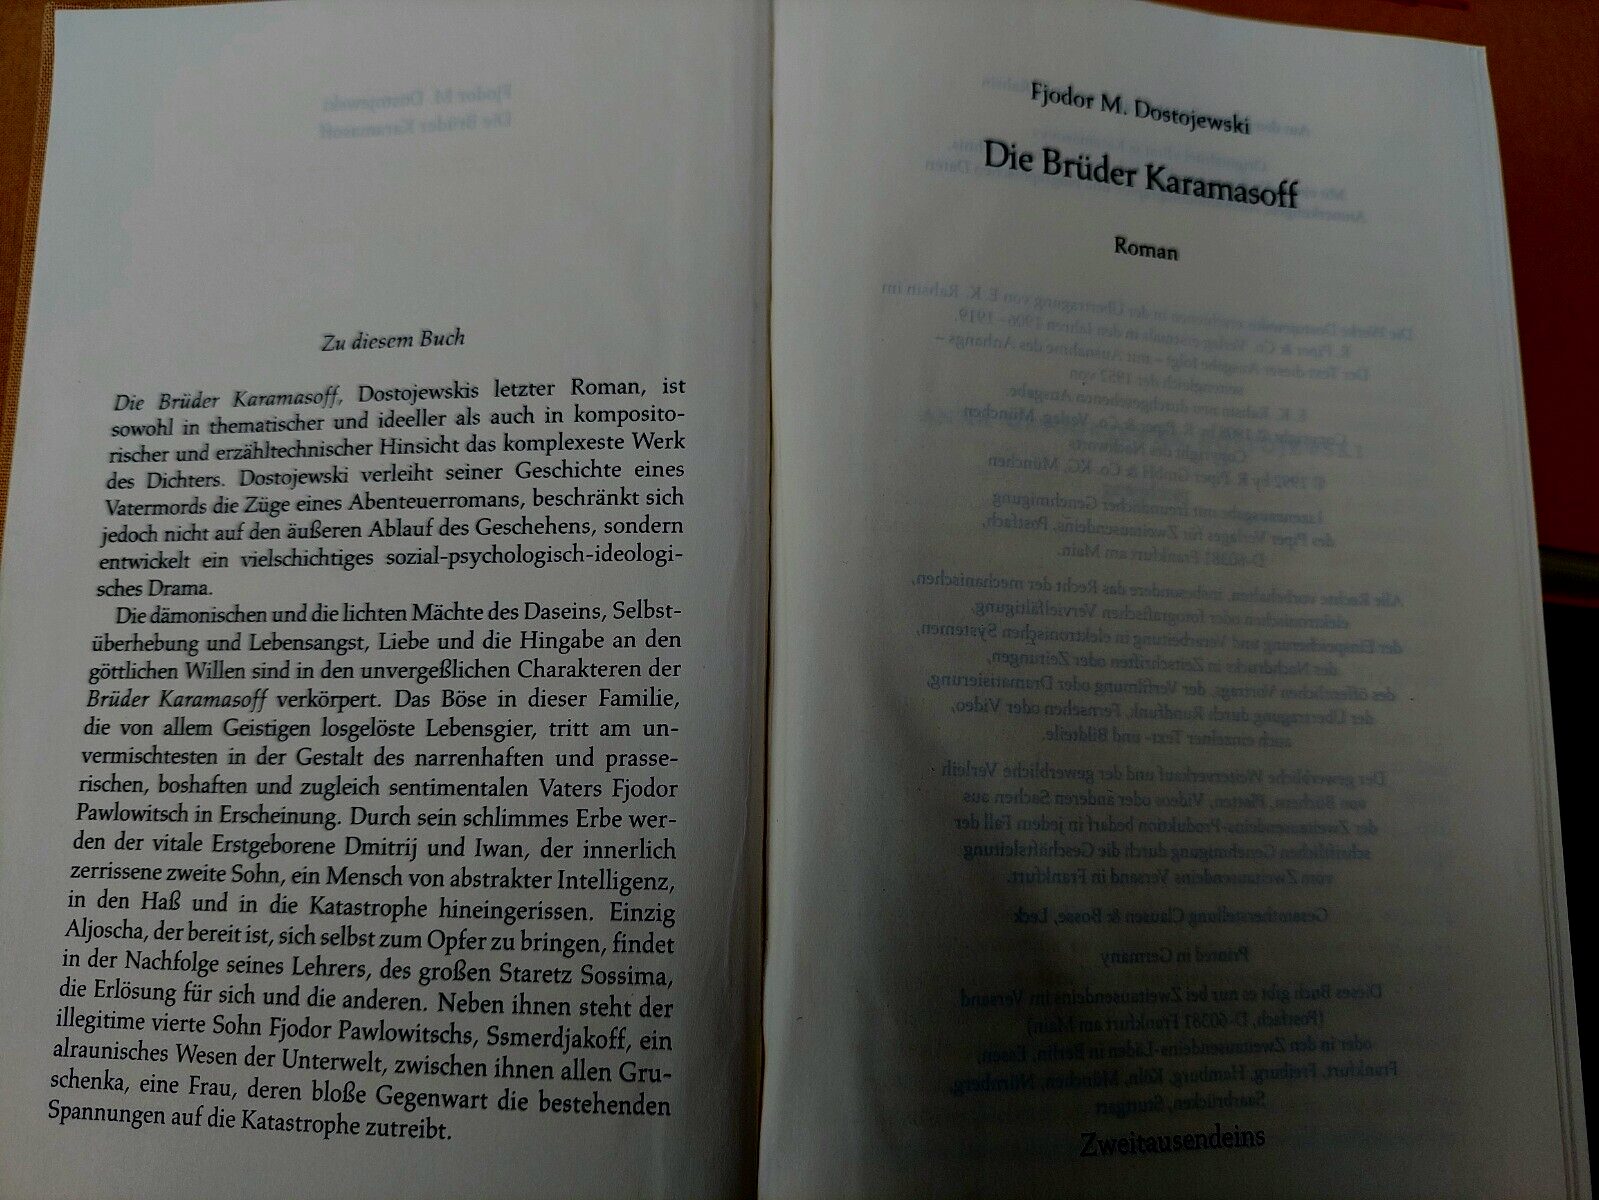 Zu diesem Buch
Die Brüder Karamasoff, Dostojewskis letzter Roman, ist
sowohl in thematischer und ideeller als auch in komposito-
rischer und erzähltechnischer Hinsicht das komplexeste Werk
des Dichters. Dostojewski verleiht seiner Geschichte eines
Vatermords die Züge eines Abenteuerromans, beschränkt sich
jedoch nicht auf den äußeren Ablauf des Geschehens, sondern
entwickelt ein vielschichtiges sozial-psychologisch-ideologi-
sches Drama.
Die dämonischen und die lichten Mächte des Daseins, Selbst-
überhebung und Lebensangst, Liebe und die Hingabe an den
göttlichen Willen sind in den unvergeßlichen Charakteren der
Brüder Karamasoff verkörpert. Das Böse in dieser Familie,
die von allem Geistigen losgelöste Lebensgier, tritt am un-
vermischtesten in der Gestalt des narrenhaften und prasse-
rischen, boshaften und zugleich sentimentalen Vaters Fjodor
Pawlowitsch in Erscheinung. Durch sein schlimmes Erbe wer-
den der vitale Erstgeborene Dmitrij und Iwan, der innerlich
zerrissene zweite Sohn, ein Mensch von abstrakter Intelligenz,
in den Haß und in die Katastrophe hineingerissen. Einzig
Aljoscha, der bereit ist, sich selbst zum Opfer zu bringen, findet
in der Nachfolge seines Lehrers, des großen Staretz Sossima,
die Erlösung für sich und die anderen. Neben ihnen steht der
illegitime vierte Sohn Fjodor Pawlowitschs, Ssmerdjakoff, ein
alraunisches Wesen der Unterwelt, zwischen ihnen allen Gru-
schenka, eine Frau, deren bloße Gegenwart die bestehenden
Spannungen auf die Katastrophe zutreibt.
Fjodor M. Dostojewski
Die Brüder Karamasoff
Roman
Zweitausendeins